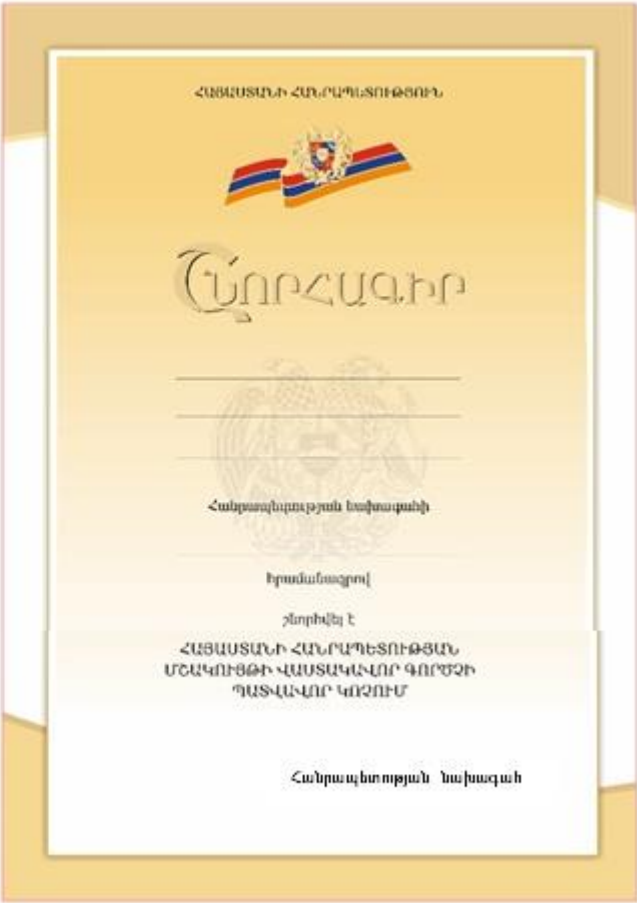 ՀԱՅԱՍՏԱՆԻ ՀԱՆՐԱՊԵՏՈՒԹՅՈՒՆ
ՇՆՈՐՀԱԳԻՐ
Հանրապետության նախագահի
հրամանագրով
շնորհվել է
ՀԱՅԱՍՏԱՆԻ ՀԱՆՐԱՊԵՏՈՒԹՅԱՆ
ՄՇԱԿՈՒՅԹԻ ՎԱՍՏԱԿԱՎՈՐ ԳՈՐԾՉԻ
ՊԱՏՎԱՎՈՐ ԿՈՉՈՒՄ
Հանրապետության նախագահ